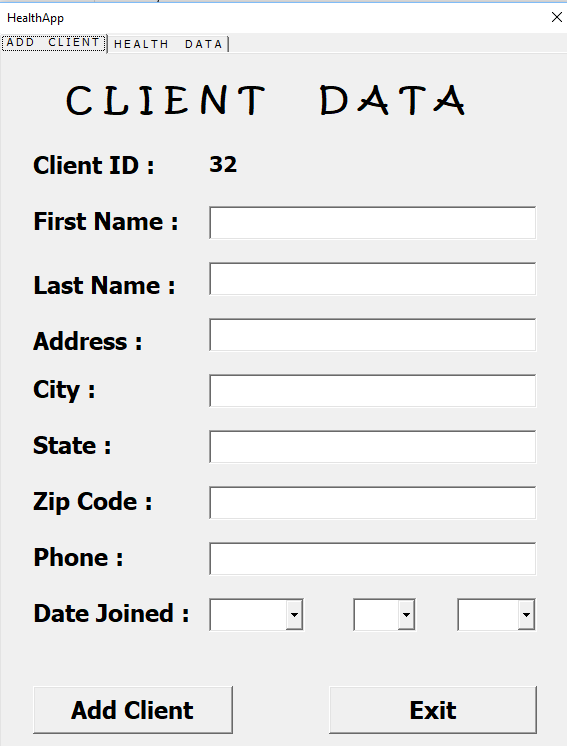 HealthApp
ADD CLIENT HEALTH DATA
CLIENT DATA
Client ID : 32
First Name :
Last Name :
Address :
City :
State :
Zip Code :
Phone :
Date Joined :
Add Client Exit